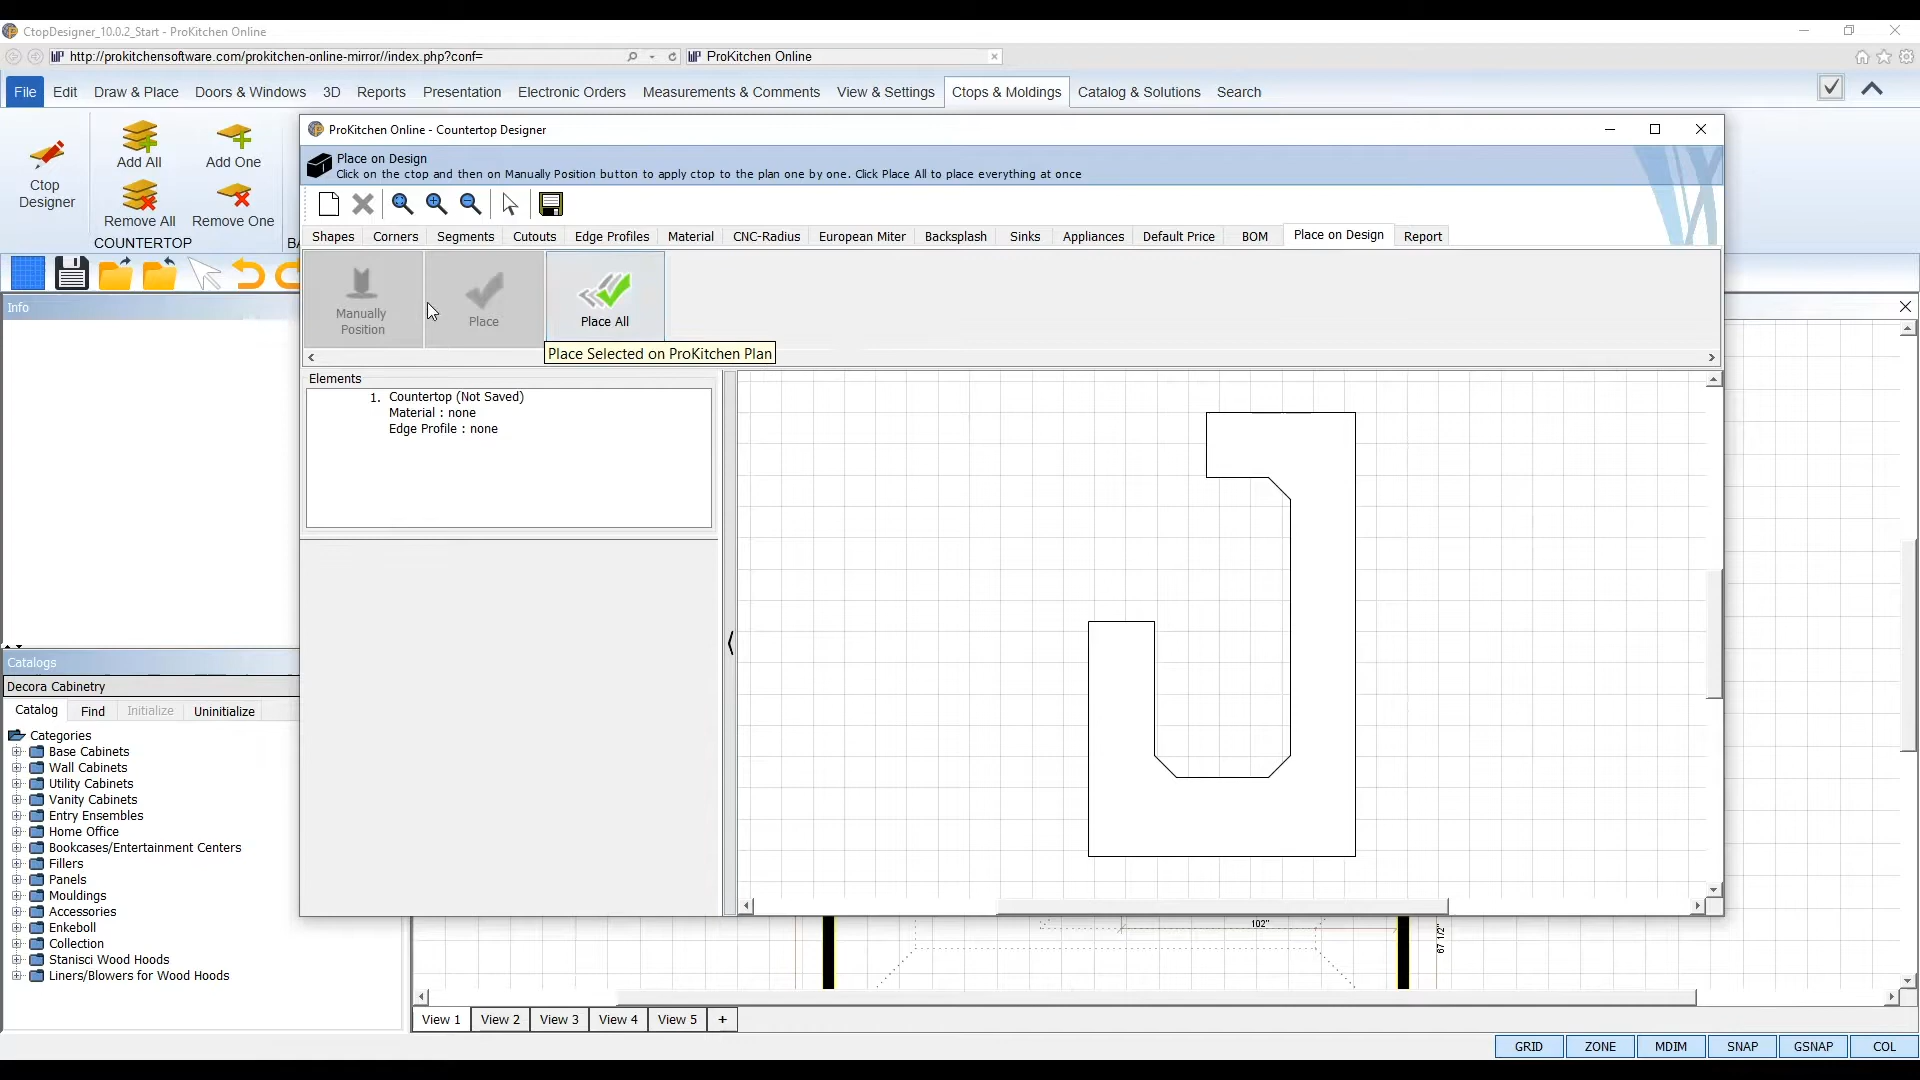 CtopDesigner_10.0.2_Start - ProKitchen Online
http://prokitchensoftware.com/prokitchen-online-mirror//index.php?conf=
ProKitchen Online
File Edit Draw & Place Doors & Windows 3D Reports Presentation Electronic Orders Measurements & Comments View & Settings Ctops & Moldings Catalog & Solutions Search
Ctop Designer
Add All
Add One
Remove All
Remove One
COUNTERTOP
BA
ProKitchen Online - Countertop Designer
Place on Design
Click on the ctop and then on Manually Position button to apply ctop to the plan one by one. Click Place All to place everything at once
Shapes Corners Segments Cutouts Edge Profiles Material CNC-Radius European Miter Backsplash Sinks Appliances Default Price BOM Place on Design Report
Manually Position
Place
Place All
Place Selected on ProKitchen Plan
Info
Elements
1. Countertop (Not Saved)
Material : none
Edge Profile : none
Catalogs
Decora Cabinetry
Catalog Find Initialize Uninitialize
Categories
Base Cabinets
Wall Cabinets
Utility Cabinets
Vanity Cabinets
Entry Ensembles
Home Office
Bookcases/Entertainment Centers
Fillers
Panels
Mouldings
Accessories
Enkeboll
Collection
Stanisci Wood Hoods
Liners/Blowers for Wood Hoods
102"
67 1/2"
View 1 View 2 View 3 View 4 View 5 +
GRID ZONE MDIM SNAP GSNAP COL